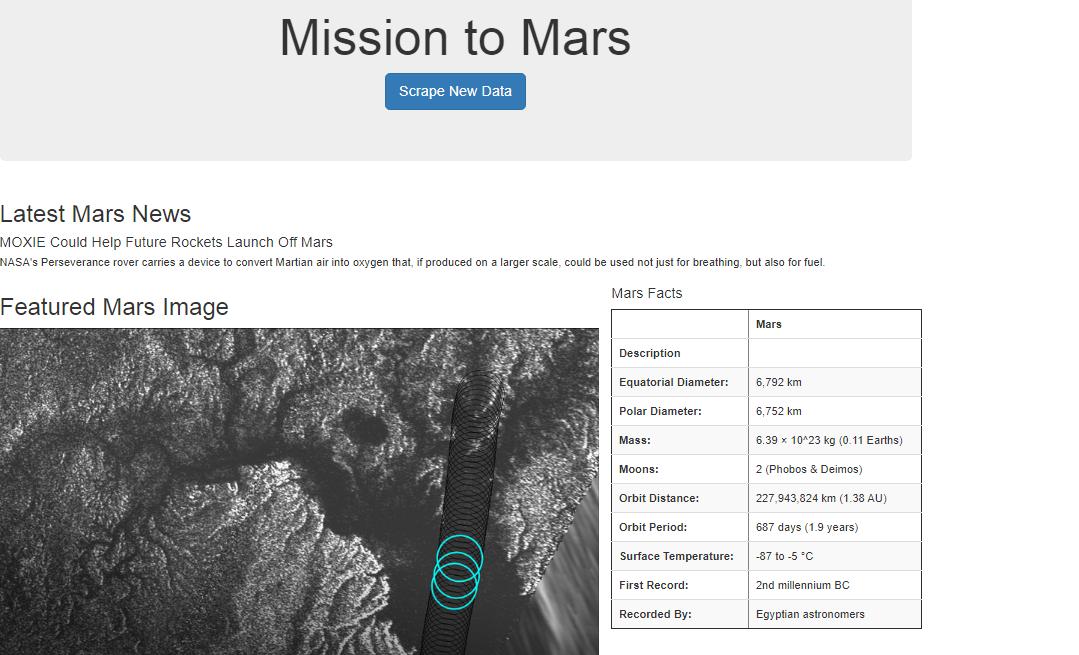 Mission to Mars
Scrape New Data
Latest Mars News
MOXIE Could Help Future Rockets Launch Off Mars
NASA's Perseverance rover carries a device to convert Martian air into oxygen that, if produced on a larger scale, could be used not just for breathing, but also for fuel.
Featured Mars Image
Mars Facts
Mars
Description
Equatorial Diameter: 6,792 km
Polar Diameter: 6,752 km
Mass: 6.39 × 10^23 kg (0.11 Earths)
Moons: 2 (Phobos & Deimos)
Orbit Distance: 227,943,824 km (1.38 AU)
Orbit Period: 687 days (1.9 years)
Surface Temperature: -87 to -5 °C
First Record: 2nd millennium BC
Recorded By: Egyptian astronomers